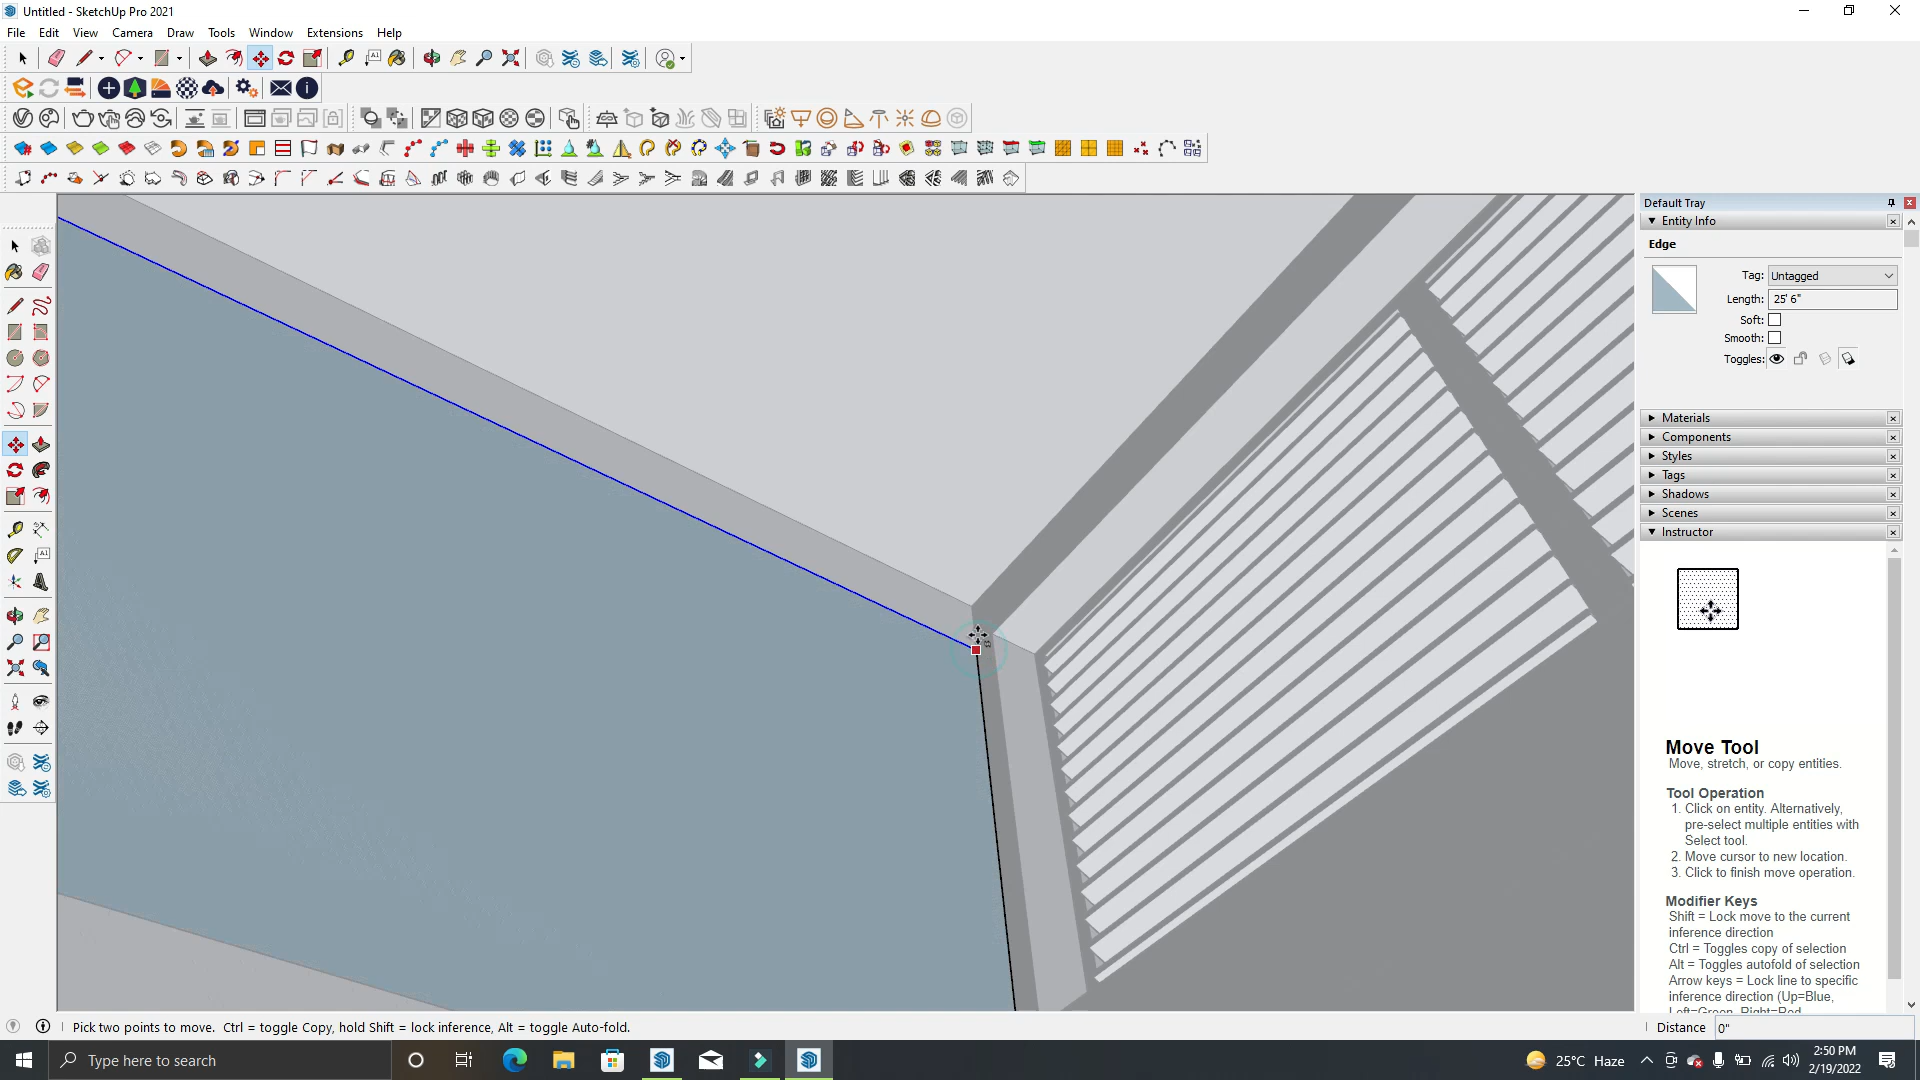 Untitled - SketchUp Pro 2021
File Edit View Camera Draw Tools Window Extensions Help
Default Tray
Entity Info
Edge
Tag: Untagged
Length: 25' 6"
Soft:
Smooth:
Toggles:
Materials
Components
Styles
Tags
Shadows
Scenes
Instructor
Move Tool
Move, stretch, or copy entities.
Tool Operation
1. Click on entity. Alternatively,
pre-select multiple entities with
Select tool.
2. Move cursor to new location.
3. Click to finish move operation.
Modifier Keys
Shift = Lock move to the current
inference direction
Ctrl = Toggles copy of selection
Alt = Toggles autofold of selection
Arrow keys = Lock line to specific
inference direction (Up=Blue,
Left=Green, Right=Red
Pick two points to move. Ctrl = toggle Copy, hold Shift = lock inference, Alt = toggle Auto-fold.
Distance 0"
Type here to search
25°C Haze
2:50 PM
2/19/2022